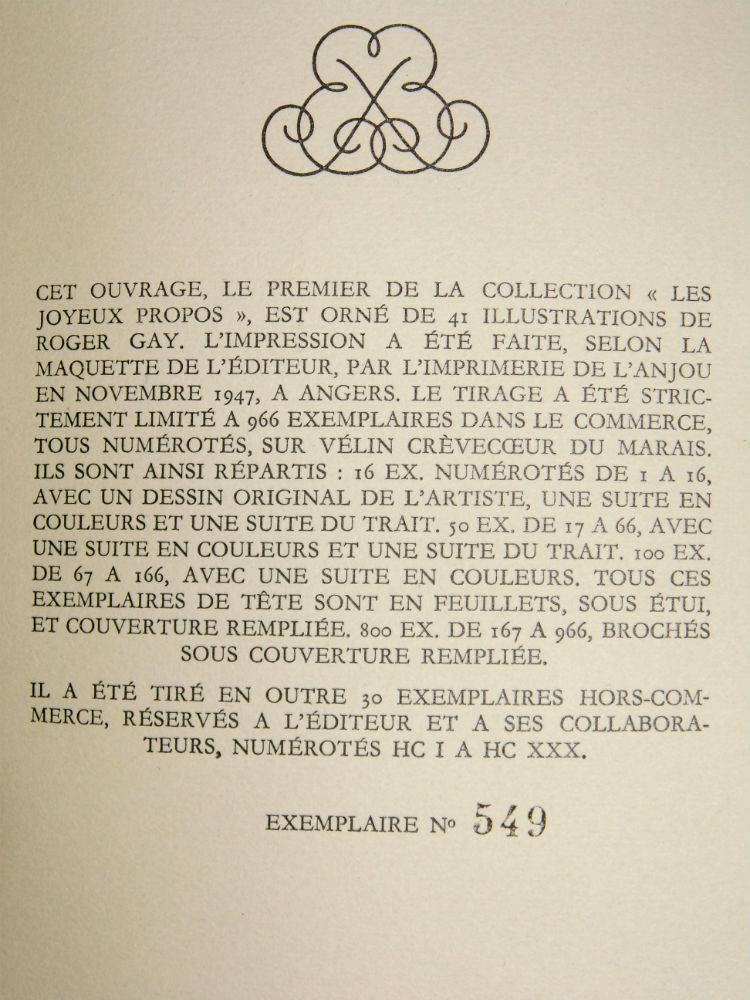 CET OUVRAGE, LE PREMIER DE LA COLLECTION « LES
JOYEUX PROPOS », EST ORNÉ DE 41 ILLUSTRATIONS DE
ROGER GAY. L'IMPRESSION A ÉTÉ FAITE, SELON LA
MAQUETTE DE L'ÉDITEUR, PAR L'IMPRIMERIE DE L'ANJOU
EN NOVEMBRE 1947, A ANGERS. LE TIRAGE A ÉTÉ STRIC-
TEMENT LIMITÉ A 966 EXEMPLAIRES DANS LE COMMERCE,
TOUS NUMÉROTÉS, SUR VÉLIN CRÈVECŒUR DU MARAIS.
ILS SONT AINSI RÉPARTIS : 16 EX. NUMÉROTÉS DE 1 A 16,
AVEC UN DESSIN ORIGINAL DE L'ARTISTE, UNE SUITE EN
COULEURS ET UNE SUITE DU TRAIT. 50 EX. DE 17 A 66, AVEC
UNE SUITE EN COULEURS ET UNE SUITE DU TRAIT. 100 EX.
DE 67 A 166, AVEC UNE SUITE EN COULEURS. TOUS CES
EXEMPLAIRES DE TÊTE SONT EN FEUILLETS, SOUS ÉTUI,
ET COUVERTURE REMPLIÉE. 800 EX. DE 167 A 966, BROCHÉS
SOUS COUVERTURE REMPLIÉE.
IL A ÉTÉ TIRÉ EN OUTRE 30 EXEMPLAIRES HORS-COM-
MERCE, RÉSERVÉS A L'ÉDITEUR ET A SES COLLABORA-
TEURS, NUMÉROTÉS HC I A HC XXX.
EXEMPLAIRE Nº 549